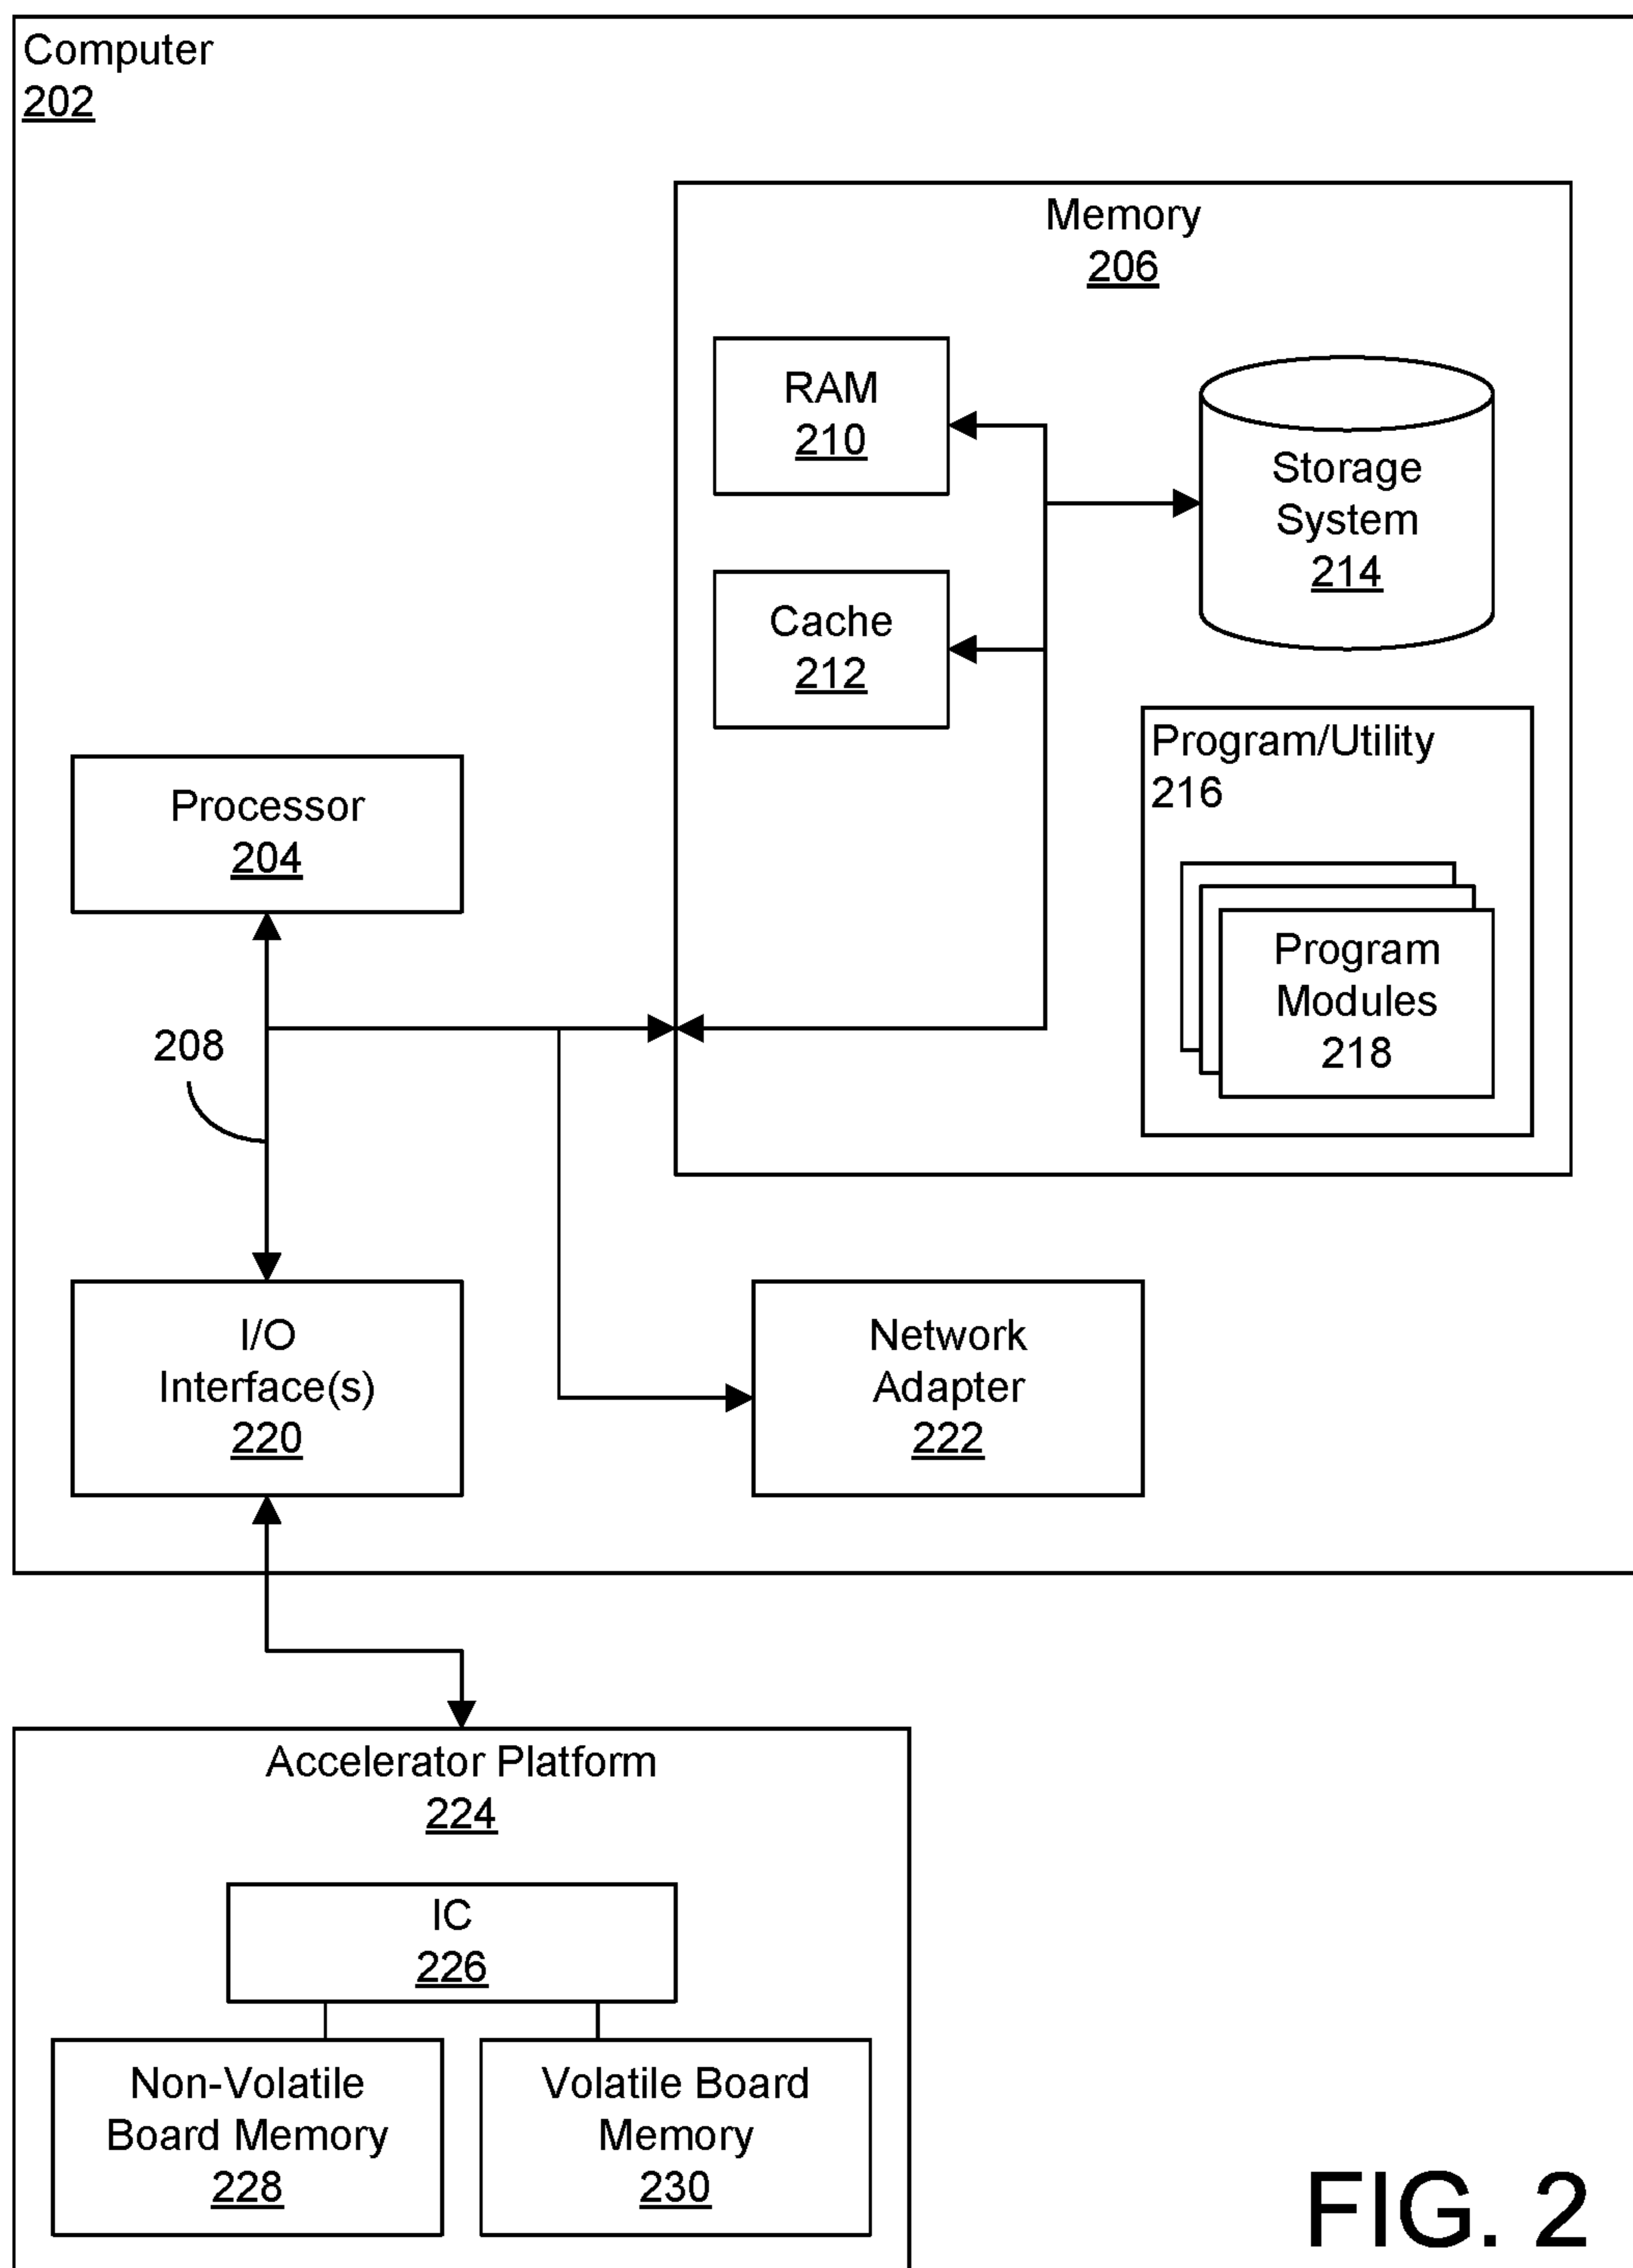 Computer
202
Memory
206
RAM
210
Storage
System
214
Cache
212
Program/Utility
216
Program
Modules
218
Processor
204
208
I/O
Interface(s)
220
Network
Adapter
222
Accelerator Platform
224
IC
226
Non-Volatile
Board Memory
228
Volatile Board
Memory
230
FIG. 2